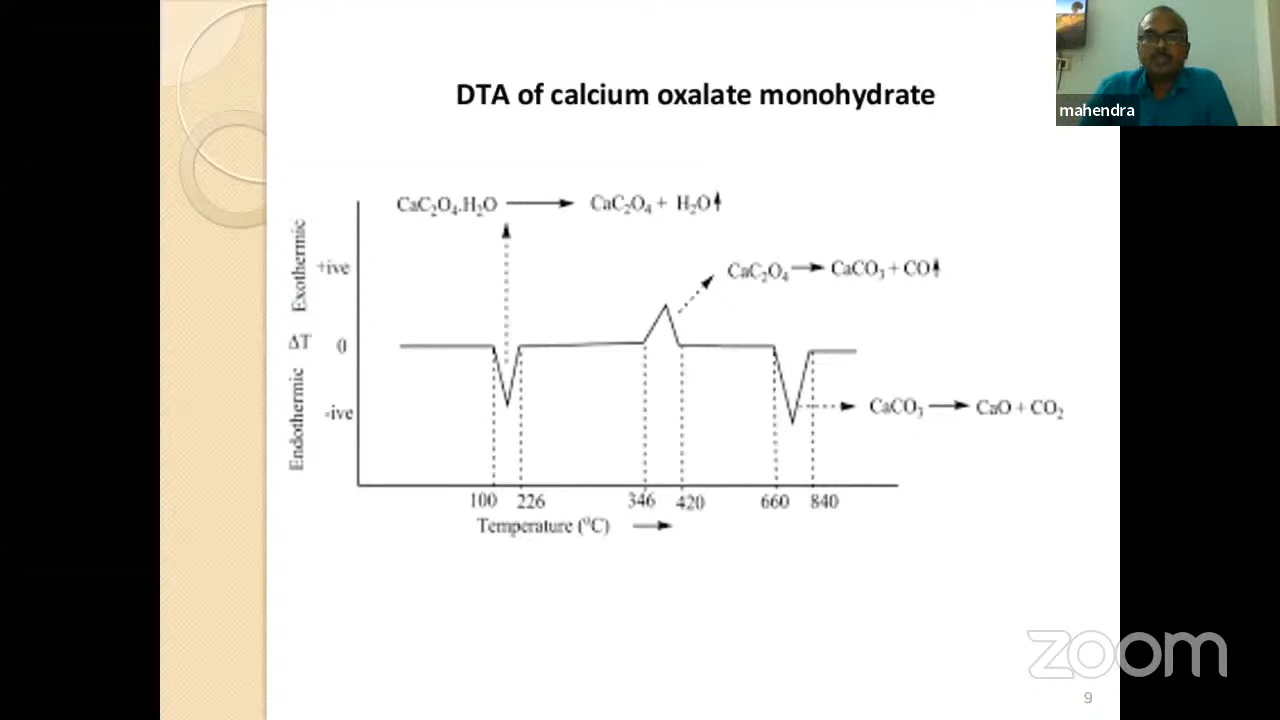 DTA of calcium oxalate monohydrate
mahendra
CaC₂O₄.H₂O → CaC₂O₄ + H₂O↑
Exothermic
+ive
CaC₂O₄ → CaCO₃ + CO↑
ΔT 0
Endothermic
-ive
CaCO₃ → CaO + CO₂
100 226 346 420 660 840
Temperature (⁰C) →
zoom
9